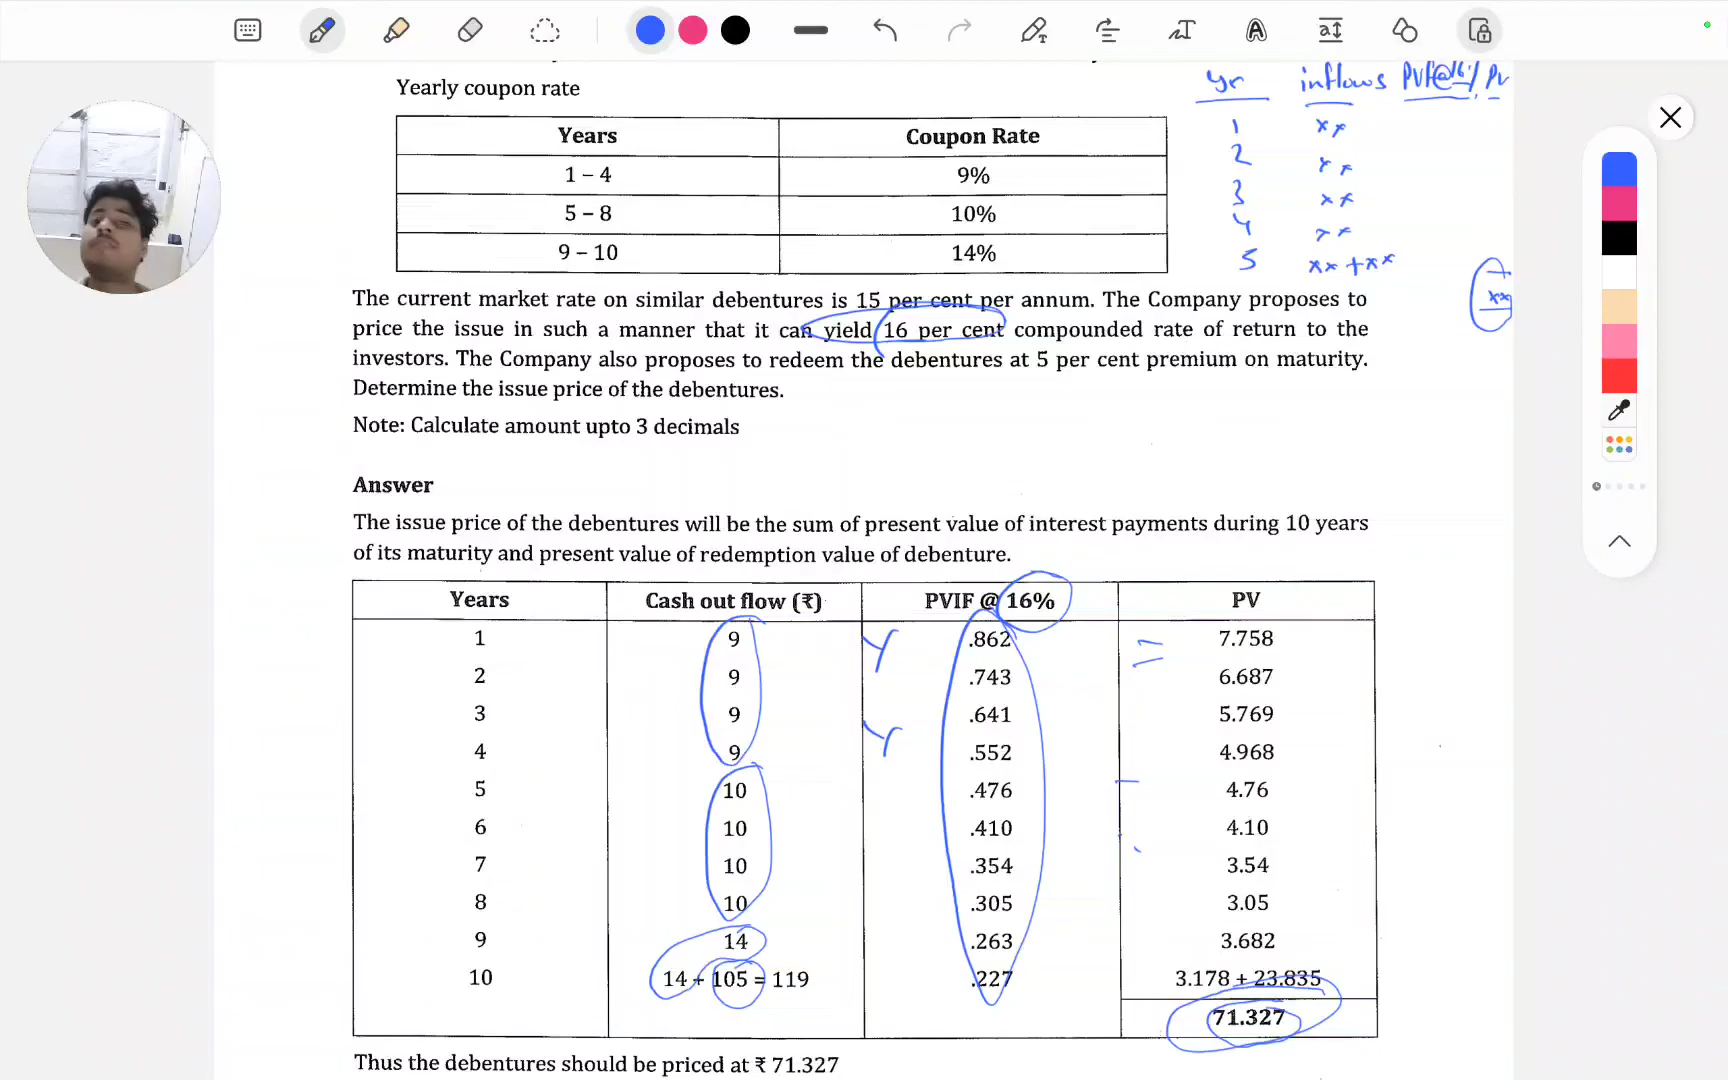 Yearly coupon rate
yr inflows PVF@16% PV
Years Coupon Rate
1 – 4 9%
5 – 8 10%
9 – 10 14%
1 xx
2 xx
3 xx
4 xx
5 xx + xx
xx
The current market rate on similar debentures is 15 per cent per annum. The Company proposes to
price the issue in such a manner that it can yield 16 per cent compounded rate of return to the
investors. The Company also proposes to redeem the debentures at 5 per cent premium on maturity.
Determine the issue price of the debentures.
Note: Calculate amount upto 3 decimals
Answer
The issue price of the debentures will be the sum of present value of interest payments during 10 years
of its maturity and present value of redemption value of debenture.
Years Cash out flow (₹) PVIF @ 16% PV
1 9 .862 7.758
2 9 .743 6.687
3 9 .641 5.769
4 9 .552 4.968
5 10 .476 4.76
6 10 .410 4.10
7 10 .354 3.54
8 10 .305 3.05
9 14 .263 3.682
10 14 + 105 = 119 .227 3.178 + 23.835
71.327
Thus the debentures should be priced at ₹ 71.327